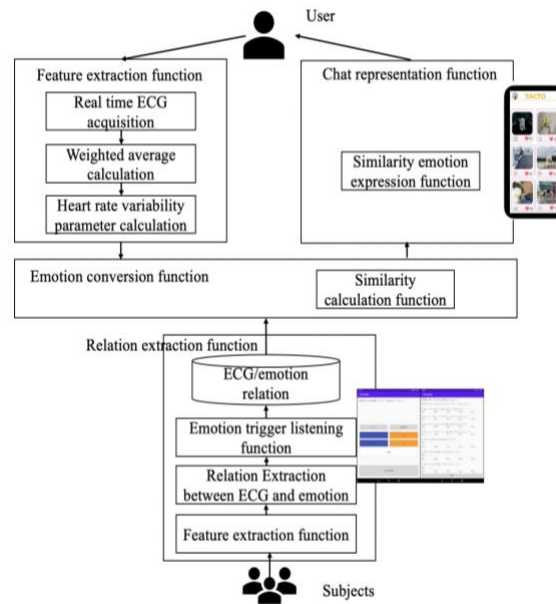 User
Feature extraction function
Real time ECG
acquisition
Weighted average
calculation
Heart rate variability
parameter calculation
Chat representation function
Similarity emotion
expression function
TACTO
Emotion conversion function
Similarity
calculation function
Relation extraction function
ECG/emotion
relation
Emotion trigger listening
function
Relation Extraction
between ECG and emotion
Feature extraction function
Subjects